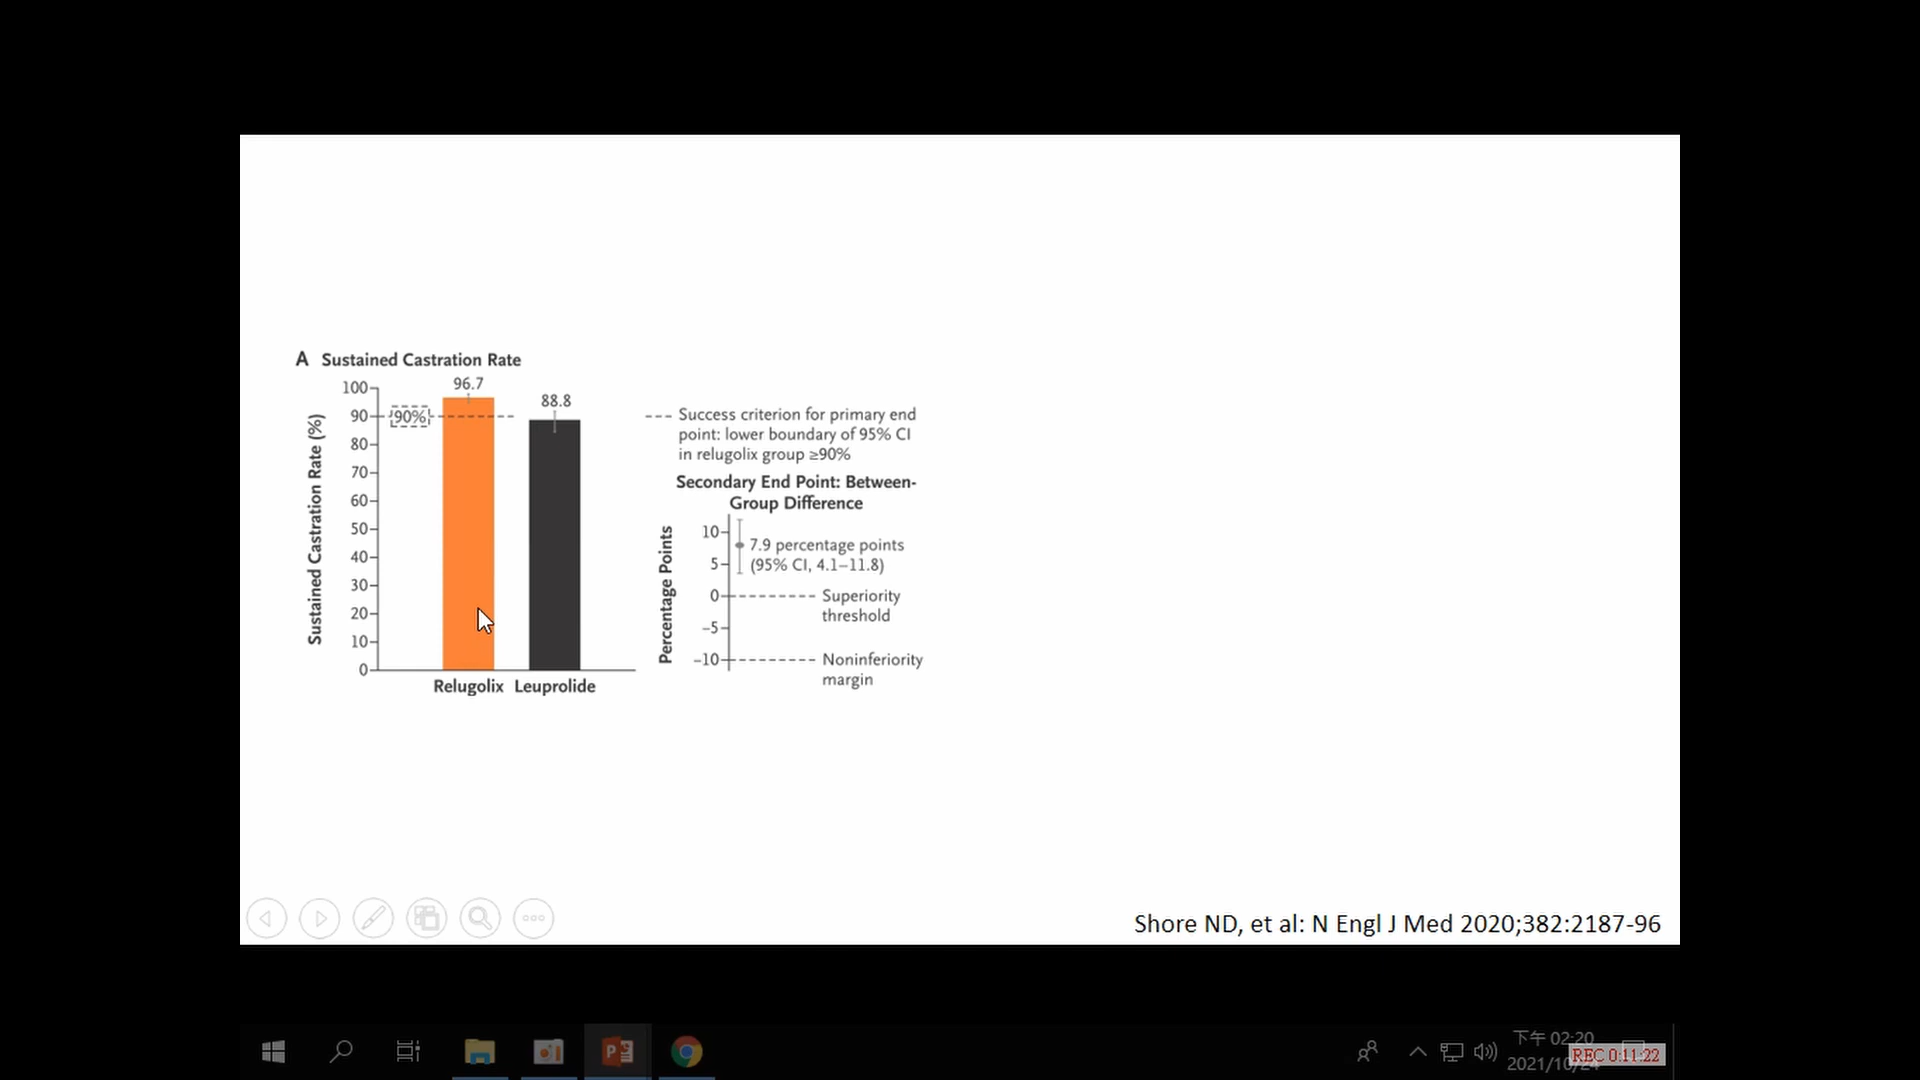 A Sustained Castration Rate
Sustained Castration Rate (%)
100
90
80
70
60
50
40
30
20
10
0
90%
96.7
88.8
Relugolix Leuprolide
Success criterion for primary end
point: lower boundary of 95% CI
in relugolix group ≥90%
Secondary End Point: Between-
Group Difference
Percentage Points
10
5
0
–5
–10
7.9 percentage points
(95% CI, 4.1–11.8)
Superiority
threshold
Noninferiority
margin
Shore ND, et al: N Engl J Med 2020;382:2187-96
下午 02:20
2021/10/24
REC 0:11:22